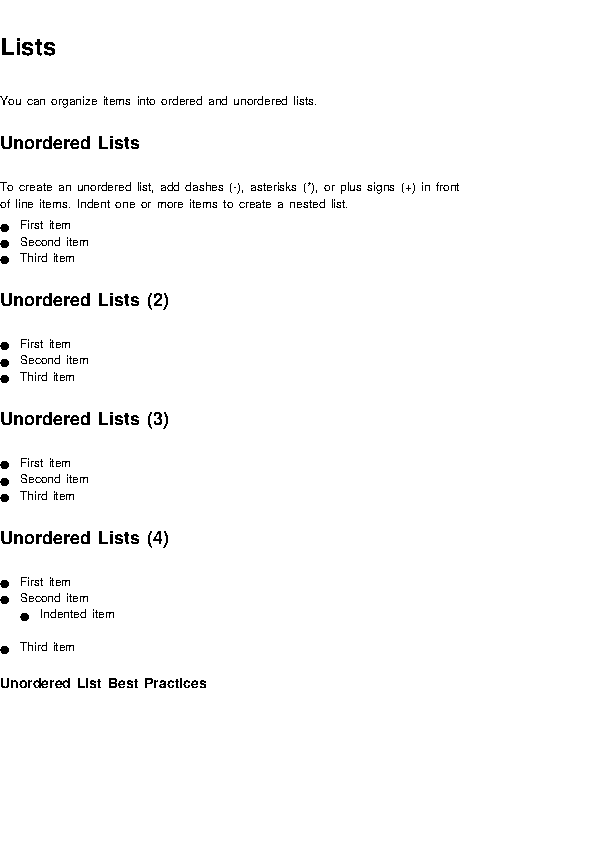 Lists
You can organize items into ordered and unordered lists.
Unordered Lists
To create an unordered list, add dashes (-), asterisks (*), or plus signs (+) in front
of line items. Indent one or more items to create a nested list.
● First item
● Second item
● Third item
Unordered Lists (2)
● First item
● Second item
● Third item
Unordered Lists (3)
● First item
● Second item
● Third item
Unordered Lists (4)
● First item
● Second item
● Indented item
● Third item
Unordered List Best Practices